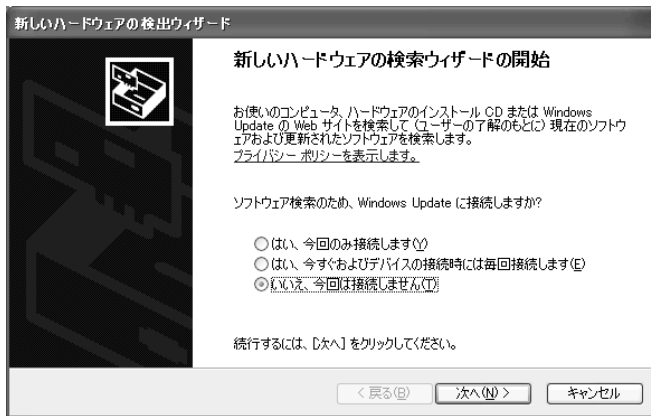 新しいハードウェアの検出ウィザード
新しいハードウェアの検索ウィザードの開始
お使いのコンピュータ、ハードウェアのインストール CD または Windows
Update の Web サイトを検索して (ユーザーの了解のもとに) 現在のソフトウ
ェアおよび更新されたソフトウェアを検索します。
プライバシー ポリシーを表示します。
ソフトウェア検索のため、Windows Update に接続しますか?
はい、今回のみ接続します(Y)
はい、今すぐおよびデバイスの接続時には毎回接続します(E)
いいえ、今回は接続しません(T)
続行するには、[次へ] をクリックしてください。
< 戻る(B) 次へ(N) > キャンセル